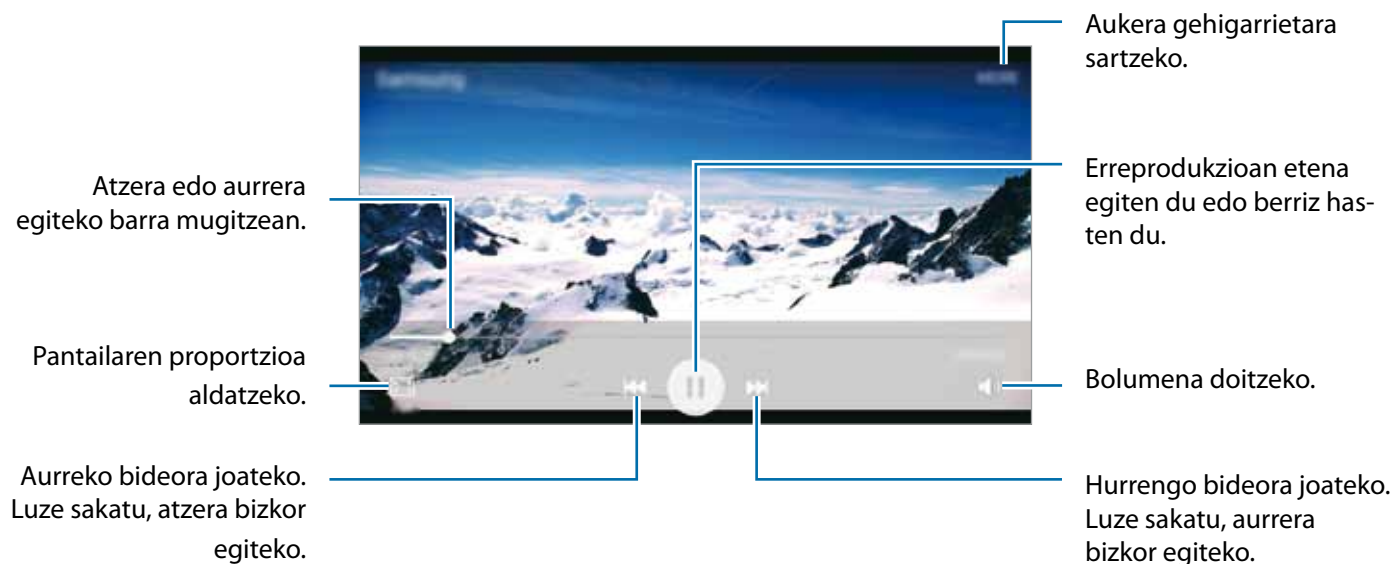 Aukera gehigarrietara
sartzeko.
Samsung
Atzera edo aurrera
egiteko barra mugitzean.
Erreprodukzioan etena
egiten du edo berriz has-
ten du.
Pantailaren proportzioa
aldatzeko.
Bolumena doitzeko.
Aurreko bideora joateko.
Luze sakatu, atzera bizkor
egiteko.
Hurrengo bideora joateko.
Luze sakatu, aurrera
bizkor egiteko.